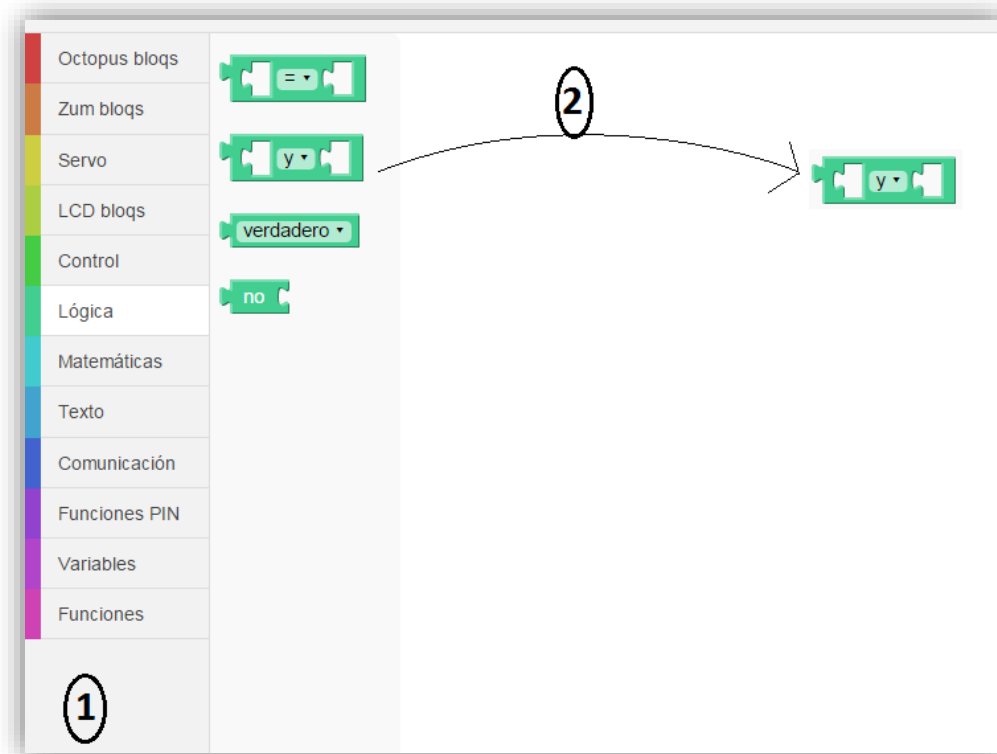 Octopus bloqs
Zum bloqs
Servo
LCD bloqs
Control
Lógica
Matemáticas
Texto
Comunicación
Funciones PIN
Variables
Funciones
1
=
y
verdadero
no
2
y